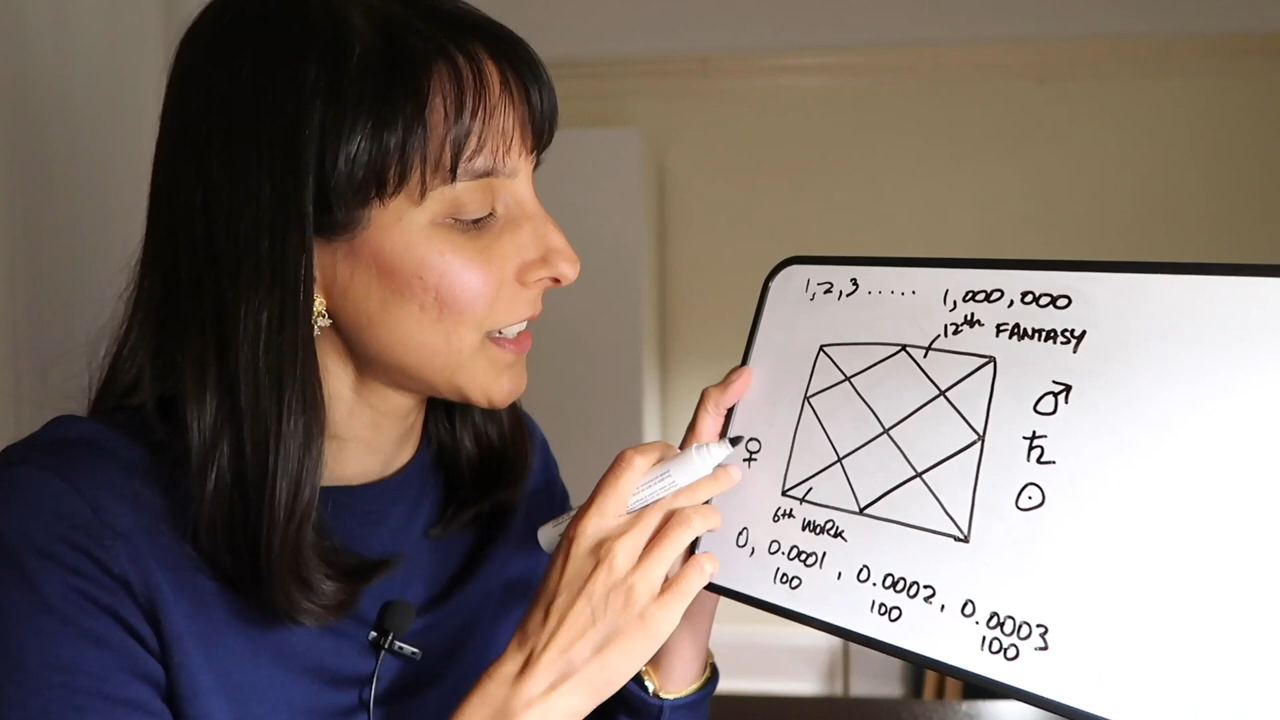 1,2,3..... 1,000,000
12th FANTASY
♂
♄
☉
♀
6th WORK
0, 0.0001, 0.0002, 0.0003
100 100 100